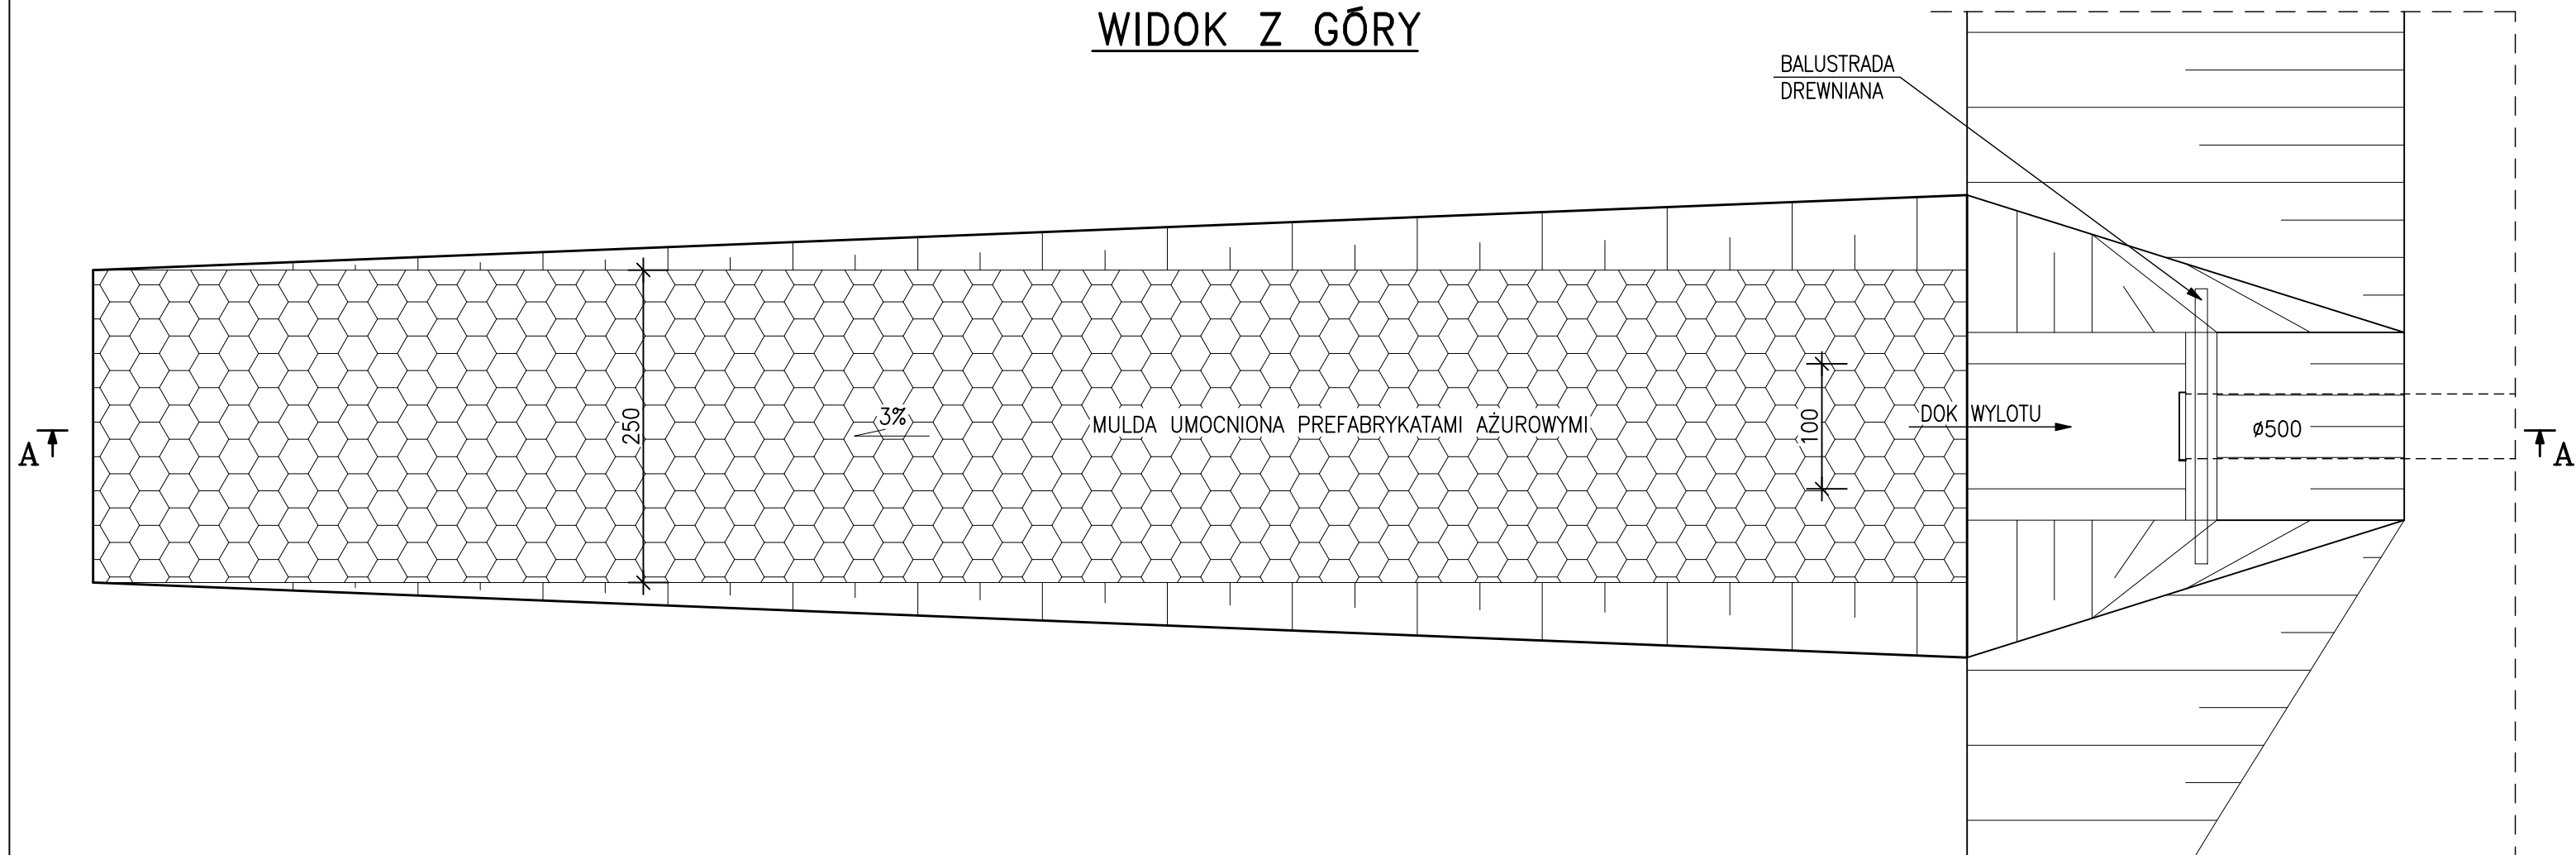 WIDOK Z GÓRY
BALUSTRADA
DREWNIANA
250
3%
MULDA UMOCNIONA PREFABRYKATAMI AŻUROWYMI
100
DOK WYLOTU
ø500
A
A